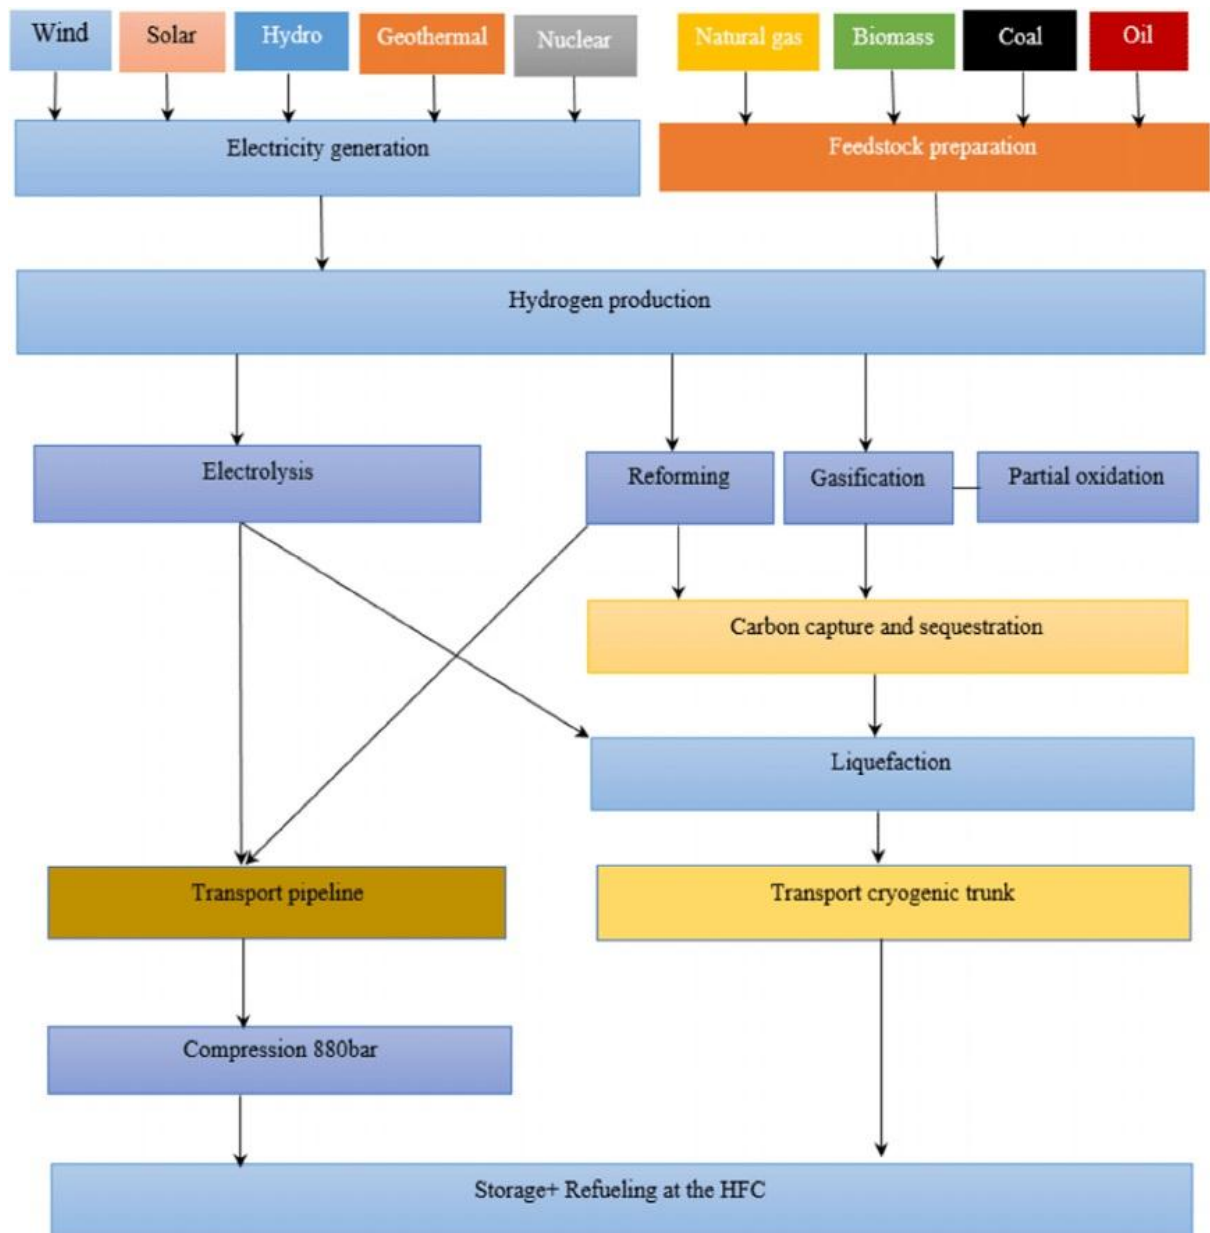 Wind
Solar
Hydro
Geothermal
Nuclear
Natural gas
Biomass
Coal
Oil
Electricity generation
Feedstock preparation
Hydrogen production
Electrolysis
Reforming
Gasification
Partial oxidation
Carbon capture and sequestration
Liquefaction
Transport pipeline
Transport cryogenic trunk
Compression 880bar
Storage+ Refueling at the HFC